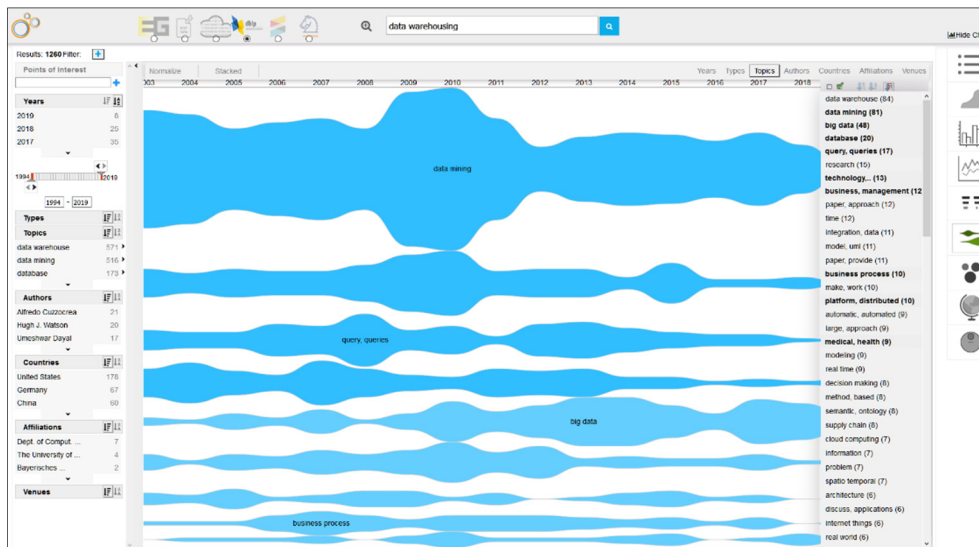 EG
dblp
data warehousing
Hide C
Results: 1260 Filter:
Points of Interest
Years
2019 8
2018 25
2017 35
1994 2019
1994 - 2019
Types
Topics
data warehouse 571
data mining 516
database 173
Authors
Alfredo Cuzzocrea 21
Hugh J. Watson 20
Umeshwar Dayal 17
Countries
United States 178
Germany 67
China 60
Affiliations
Dept. of Comput. ... 7
The University of ... 4
Bayerisches ... 2
Venues
Normalize Stacked
Years Types Topics Authors Countries Affiliations Venues
003 2004 2005 2006 2007 2008 2009 2010 2011 2012 2013 2014 2015 2016 2017 2018
data mining
query, queries
big data
business process
data warehouse (84)
data mining (81)
big data (48)
database (20)
query, queries (17)
research (15)
technology,.. (13)
business, management (12
paper, approach (12)
time (12)
integration, data (11)
model, uml (11)
paper, provide (11)
business process (10)
make, work (10)
platform, distributed (10)
automatic, automated (9)
large, approach (9)
medical, health (9)
modeling (9)
real time (9)
decision making (8)
method, based (8)
semantic, ontology (8)
supply chain (8)
cloud computing (7)
information (7)
problem (7)
spatio temporal (7)
architecture (6)
discuss, applications (6)
internet things (6)
real world (6)